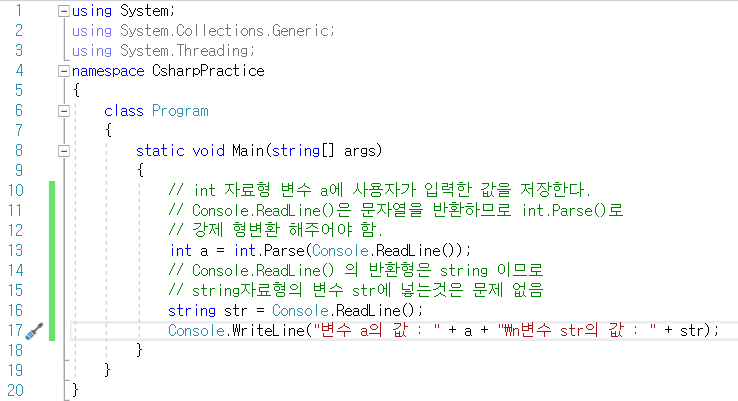 1 using System;
2 using System.Collections.Generic;
3 using System.Threading;
4 namespace CsharpPractice
5 {
6 class Program
7 {
8 static void Main(string[] args)
9 {
10 // int 자료형 변수 a에 사용자가 입력한 값을 저장한다.
11 // Console.ReadLine()은 문자열을 반환하므로 int.Parse()로
12 // 강제 형변환 해주어야 함.
13 int a = int.Parse(Console.ReadLine());
14 // Console.ReadLine() 의 반환형은 string 이므로
15 // string자료형의 변수 str에 넣는것은 문제 없음
16 string str = Console.ReadLine();
17 Console.WriteLine("변수 a의 값 : " + a + "₩n변수 str의 값 : " + str);
18 }
19 }
20 }